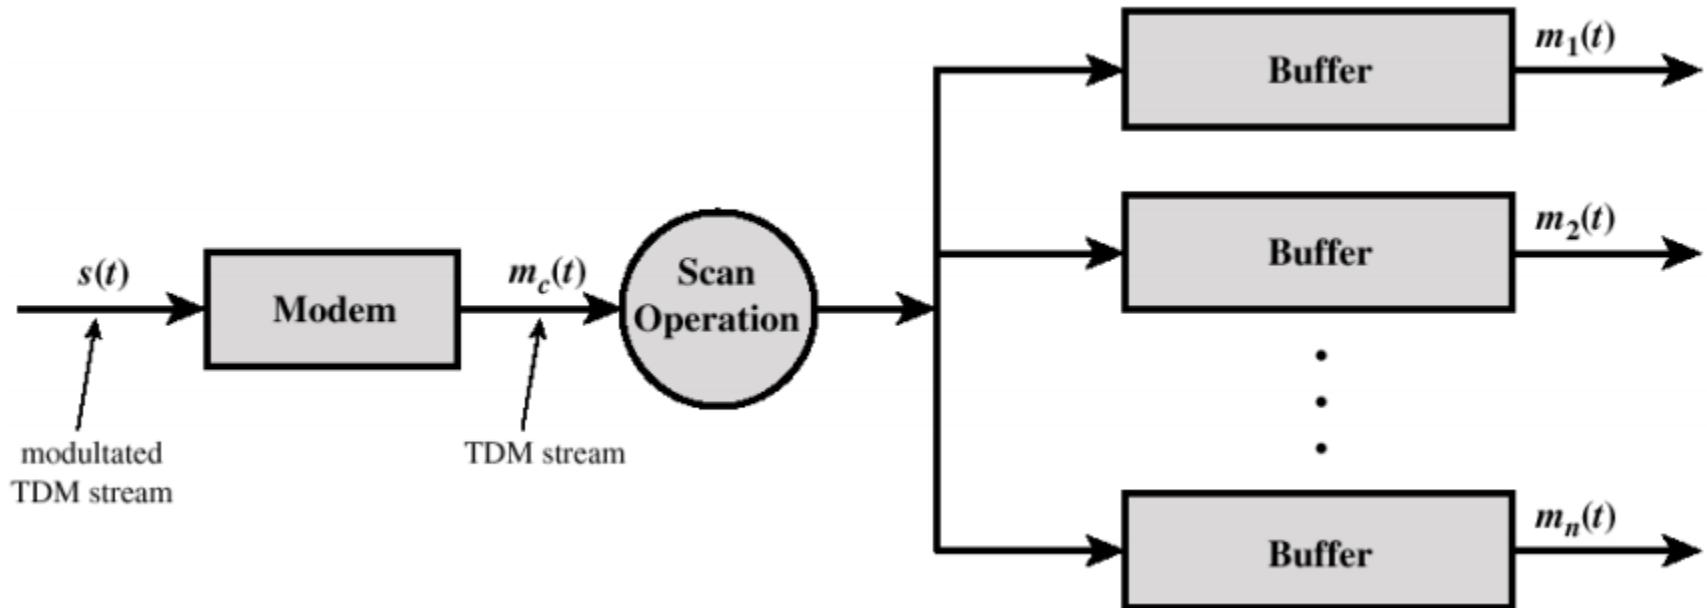 s(t)
modultated
TDM stream
Modem
m_c(t)
TDM stream
Scan
Operation
Buffer
m_1(t)
Buffer
m_2(t)
Buffer
m_n(t)